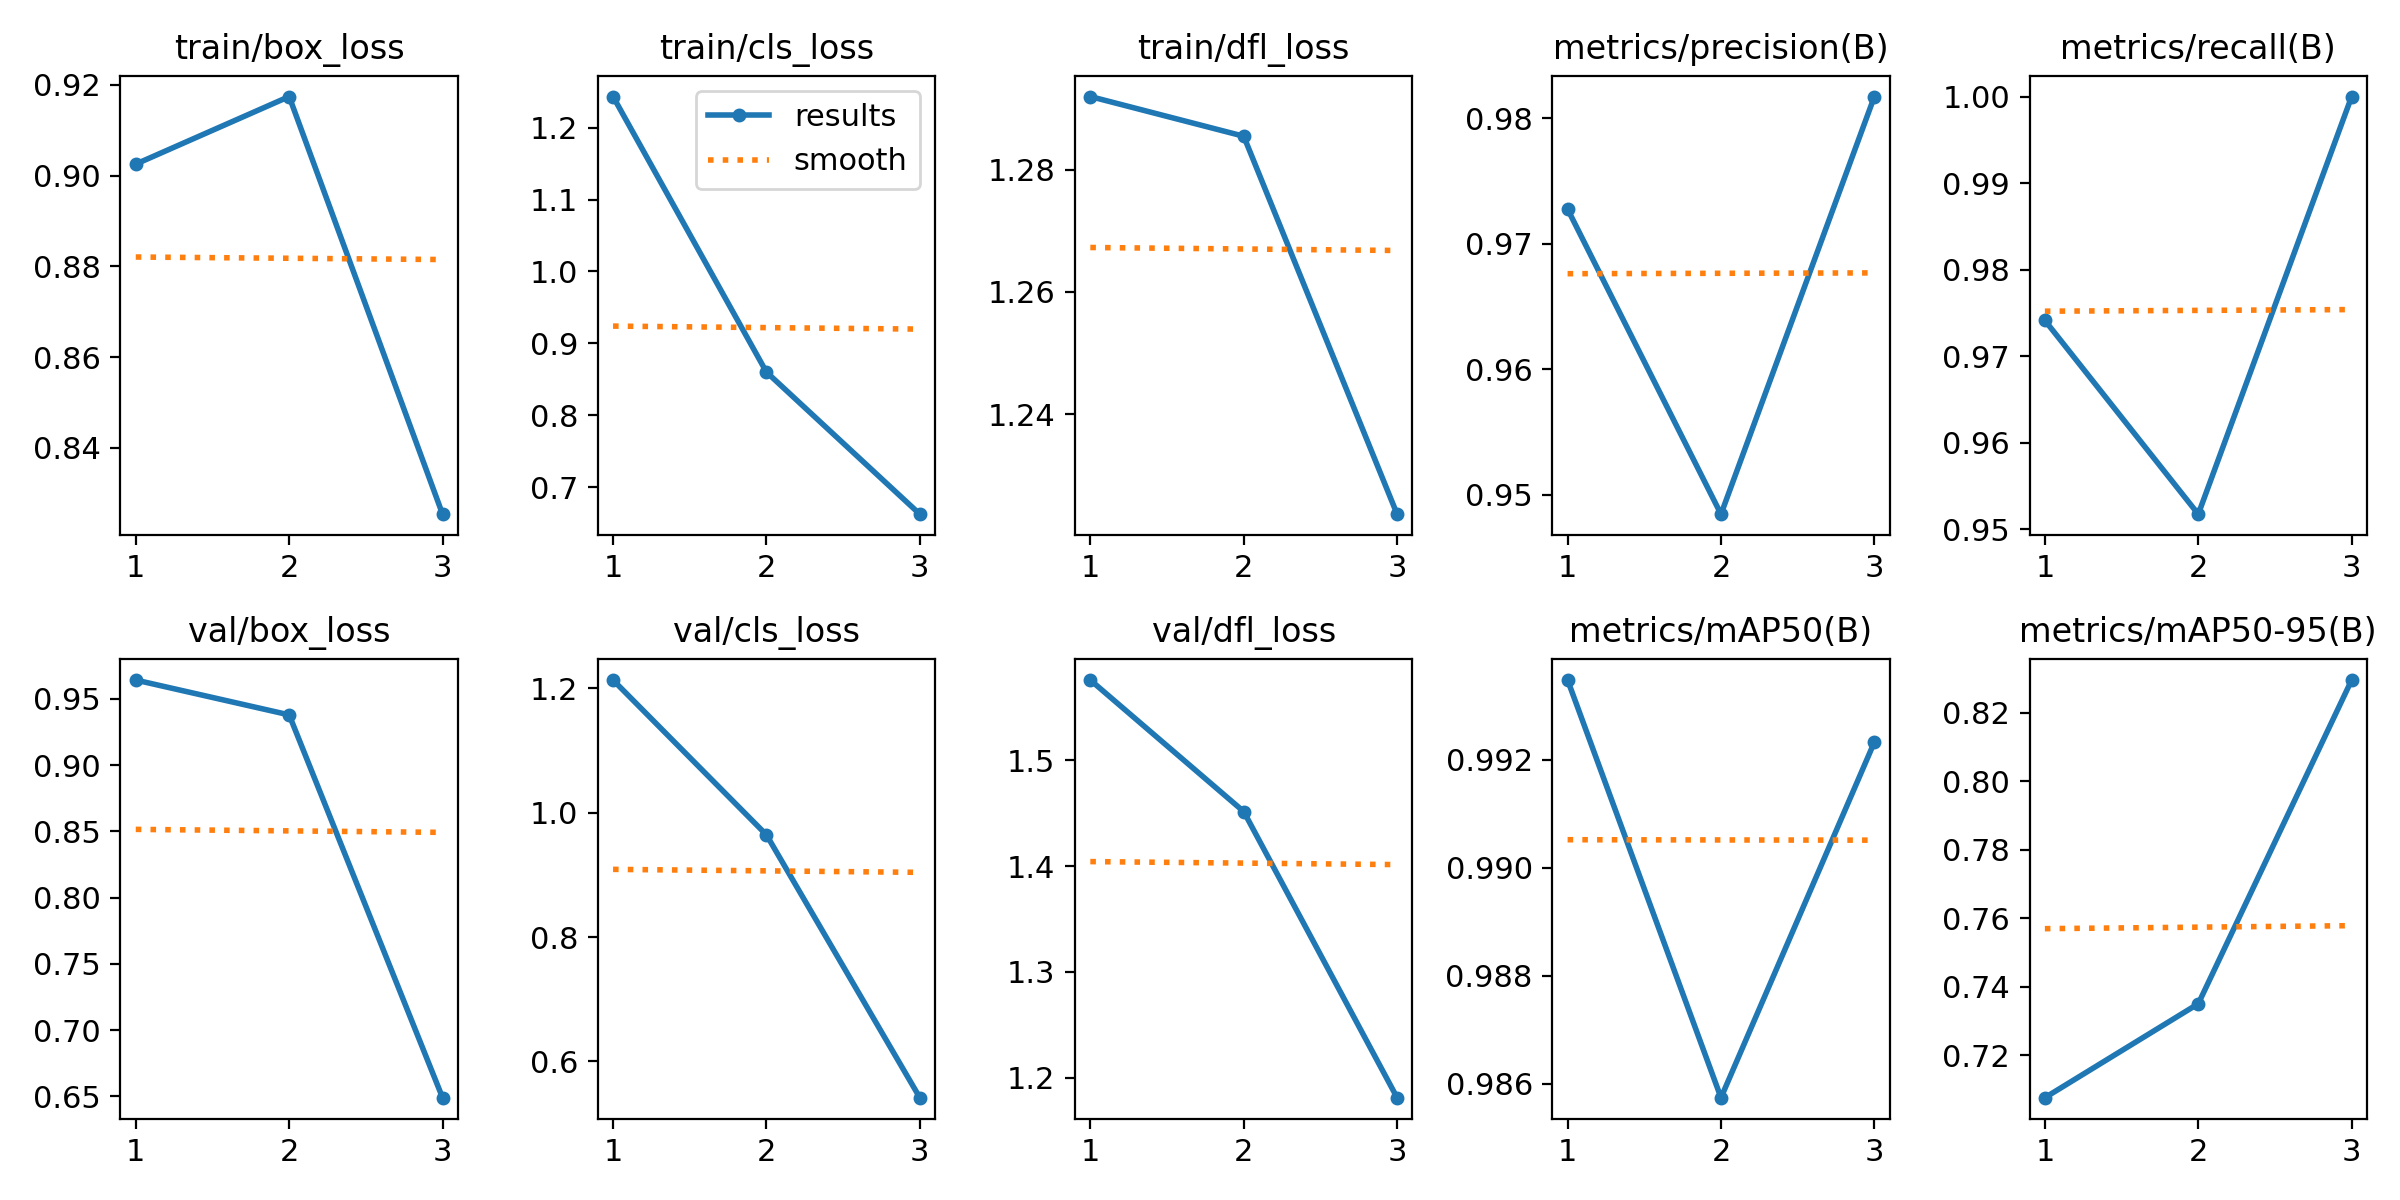 train/box_loss
0.92
0.90
0.88
0.86
0.84
1 2 3
train/cls_loss
results
smooth
1.2
1.1
1.0
0.9
0.8
0.7
1 2 3
train/dfl_loss
1.28
1.26
1.24
1 2 3
metrics/precision(B)
0.98
0.97
0.96
0.95
1 2 3
metrics/recall(B)
1.00
0.99
0.98
0.97
0.96
0.95
1 2 3
val/box_loss
0.95
0.90
0.85
0.80
0.75
0.70
0.65
1 2 3
val/cls_loss
1.2
1.0
0.8
0.6
1 2 3
val/dfl_loss
1.5
1.4
1.3
1.2
1 2 3
metrics/mAP50(B)
0.992
0.990
0.988
0.986
1 2 3
metrics/mAP50-95(B)
0.82
0.80
0.78
0.76
0.74
0.72
1 2 3